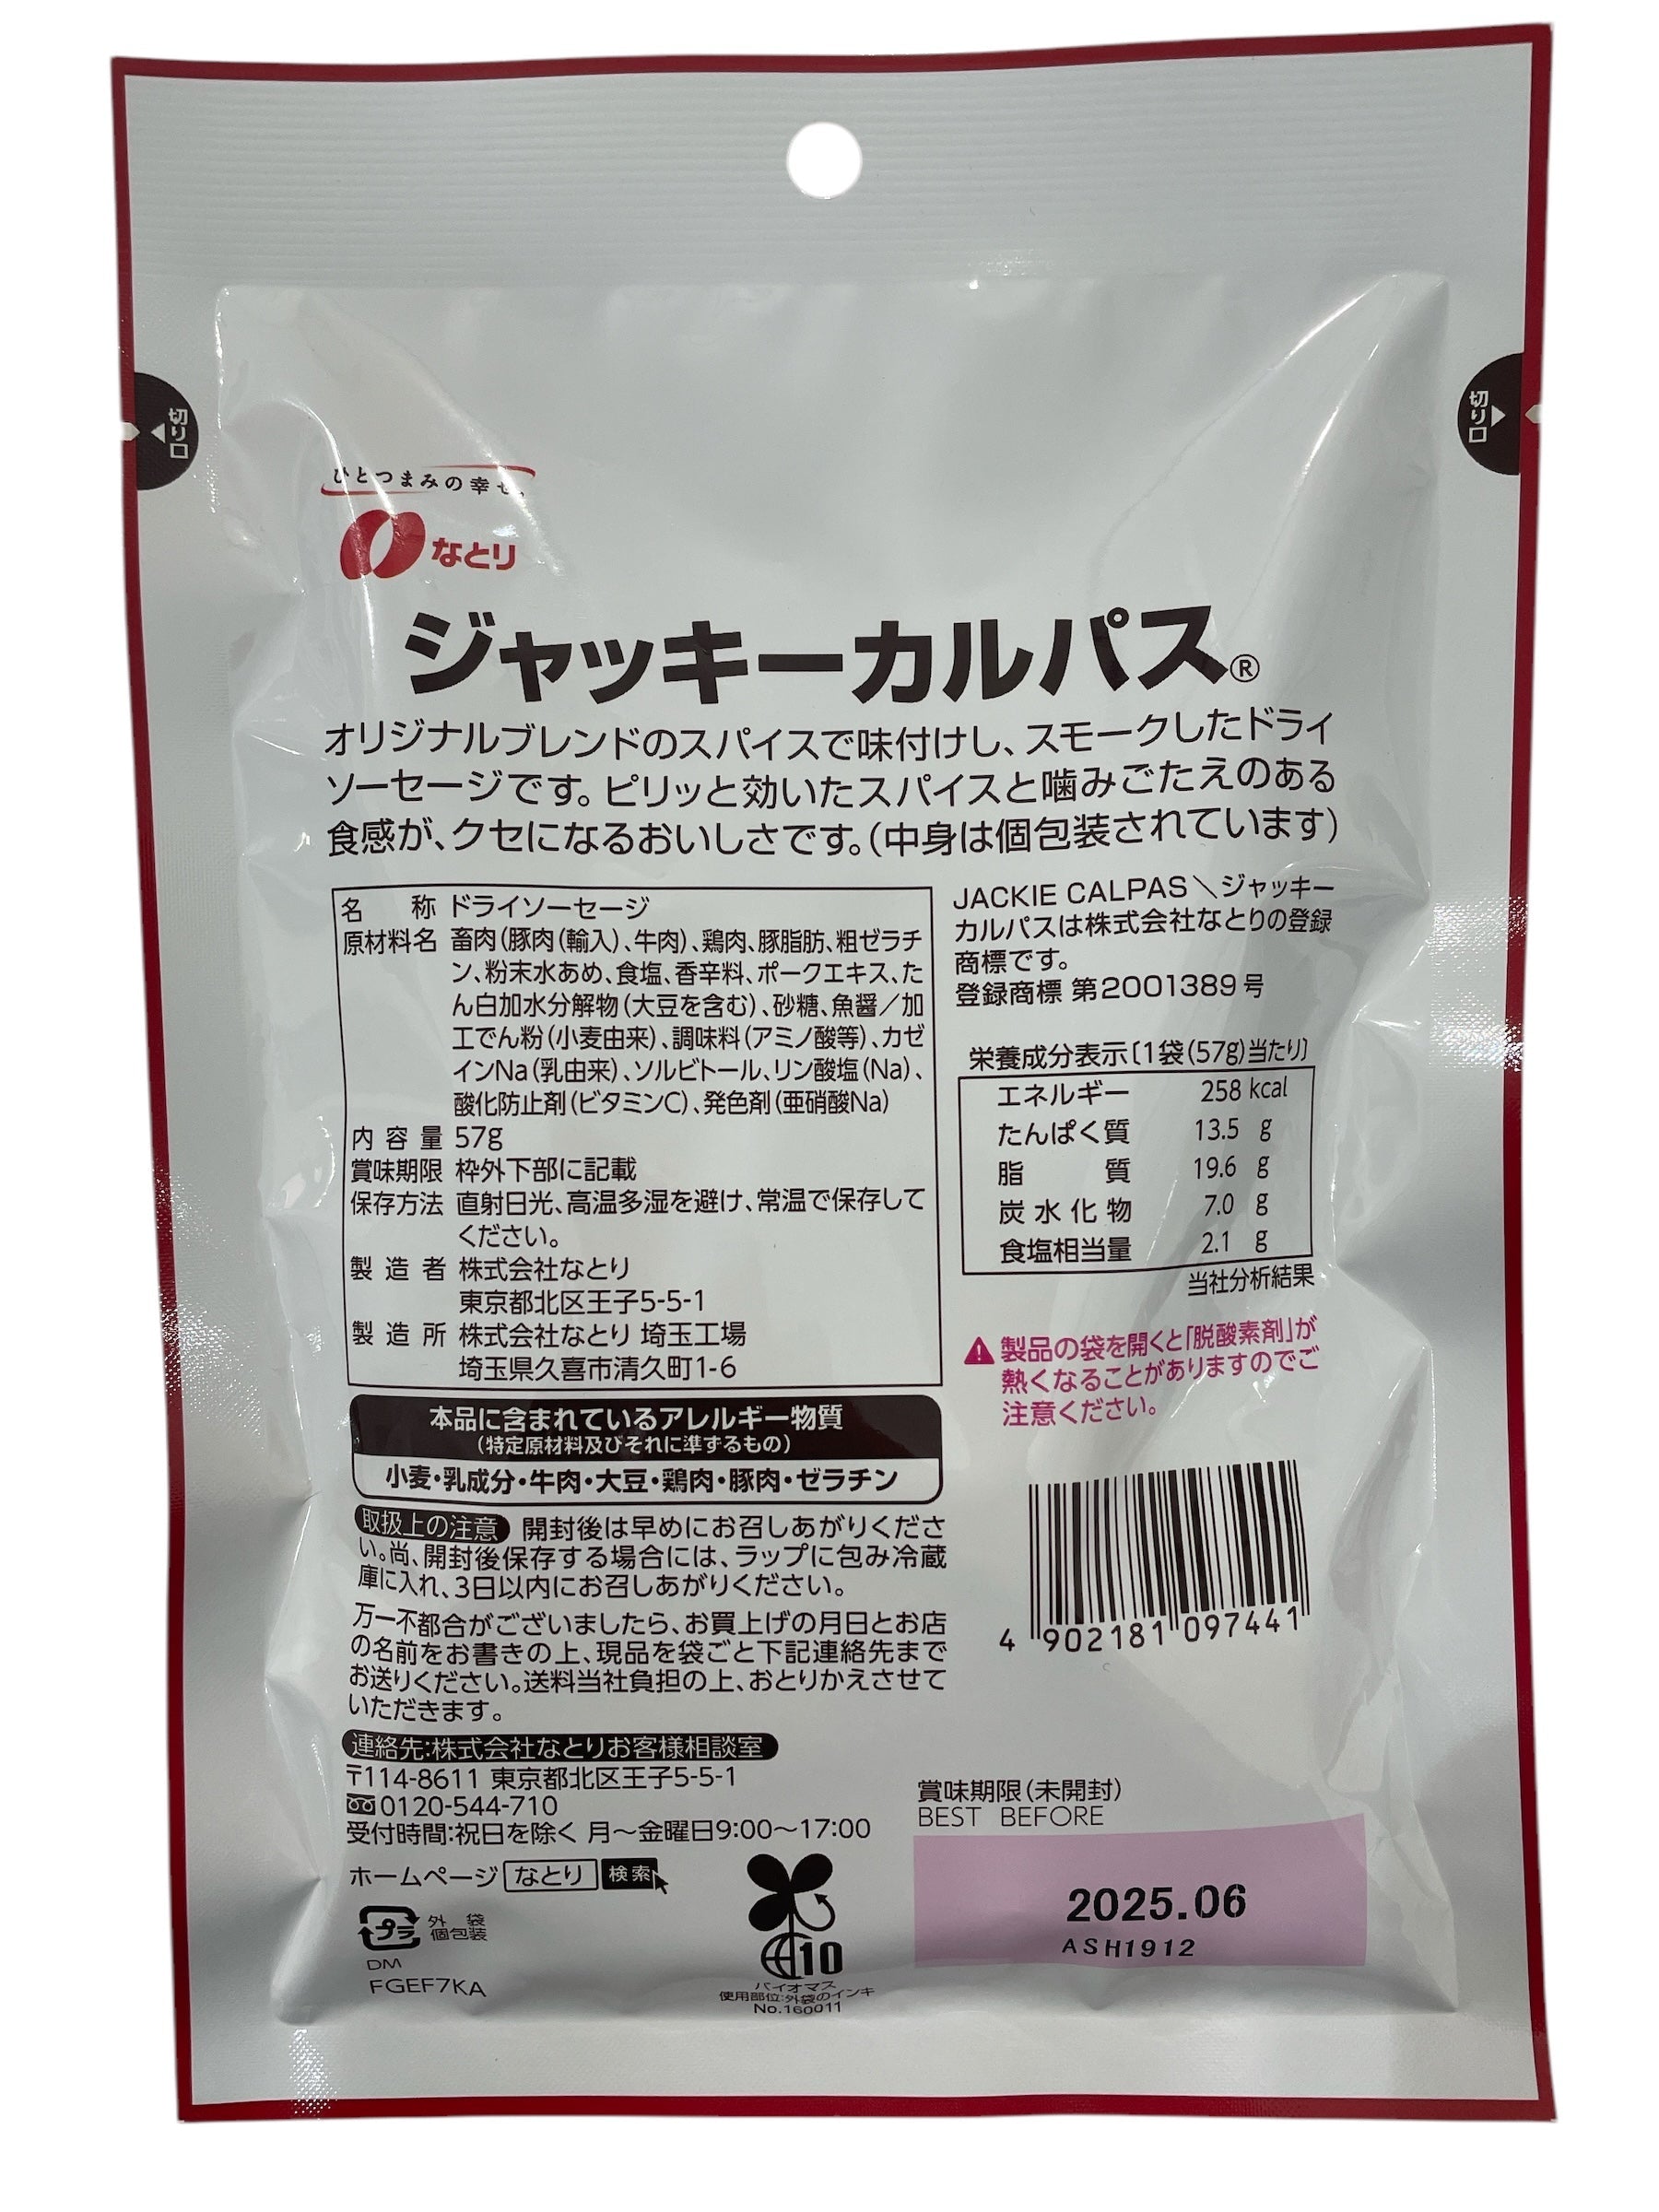 切り口
切り口
ひとつまみの幸せ。
なとり
ジャッキーカルパス®
オリジナルブレンドのスパイスで味付けし、スモークしたドライ
ソーセージです。ピリッと効いたスパイスと噛みごたえのある
食感が、クセになるおいしさです。(中身は個包装されています)
名称 ドライソーセージ
原材料名 畜肉(豚肉(輸入)、牛肉)、鶏肉、豚脂肪、粗ゼラチ
ン、粉末水あめ、食塩、香辛料、ポークエキス、た
ん白加水分解物(大豆を含む)、砂糖、魚醤/加
工でん粉(小麦由来)、調味料(アミノ酸等)、カゼ
インNa(乳由来)、ソルビトール、リン酸塩(Na)、
酸化防止剤(ビタミンC)、発色剤(亜硝酸Na)
内容量 57g
賞味期限 枠外下部に記載
保存方法 直射日光、高温多湿を避け、常温で保存して
ください。
製造者 株式会社なとり
東京都北区王子5-5-1
製造所 株式会社なとり 埼玉工場
埼玉県久喜市清久町1-6
JACKIE CALPAS\ジャッキー
カルパスは株式会社なとりの登録
商標です。
登録商標 第2001389号
栄養成分表示〔1袋(57g)当たり〕
エネルギー 258 kcal
たんぱく質 13.5 g
脂質 19.6 g
炭水化物 7.0 g
食塩相当量 2.1 g
当社分析結果
製品の袋を開くと「脱酸素剤」が
熱くなることがありますのでご
注意ください。
本品に含まれているアレルギー物質
(特定原材料及びそれに準ずるもの)
小麦・乳成分・牛肉・大豆・鶏肉・豚肉・ゼラチン
取扱上の注意 開封後は早めにお召しあがりくださ
い。尚、開封後保存する場合には、ラップに包み冷蔵
庫に入れ、3日以内にお召しあがりください。
万一不都合がございましたら、お買上げの月日とお店
の名前をお書きの上、現品を袋ごと下記連絡先まで
お送りください。送料当社負担の上、おとりかえさせて
いただきます。
4 902181 097441
連絡先:株式会社なとりお客様相談室
〒114-8611 東京都北区王子5-5-1
0120-544-710
受付時間:祝日を除く 月〜金曜日9:00〜17:00
ホームページ なとり 検索
プラ 外袋
個包装
DM
FGEF7KA
10
バイオマス
使用部位:外袋のインキ
No.160011
賞味期限(未開封)
BEST BEFORE
2025.06
ASH1912